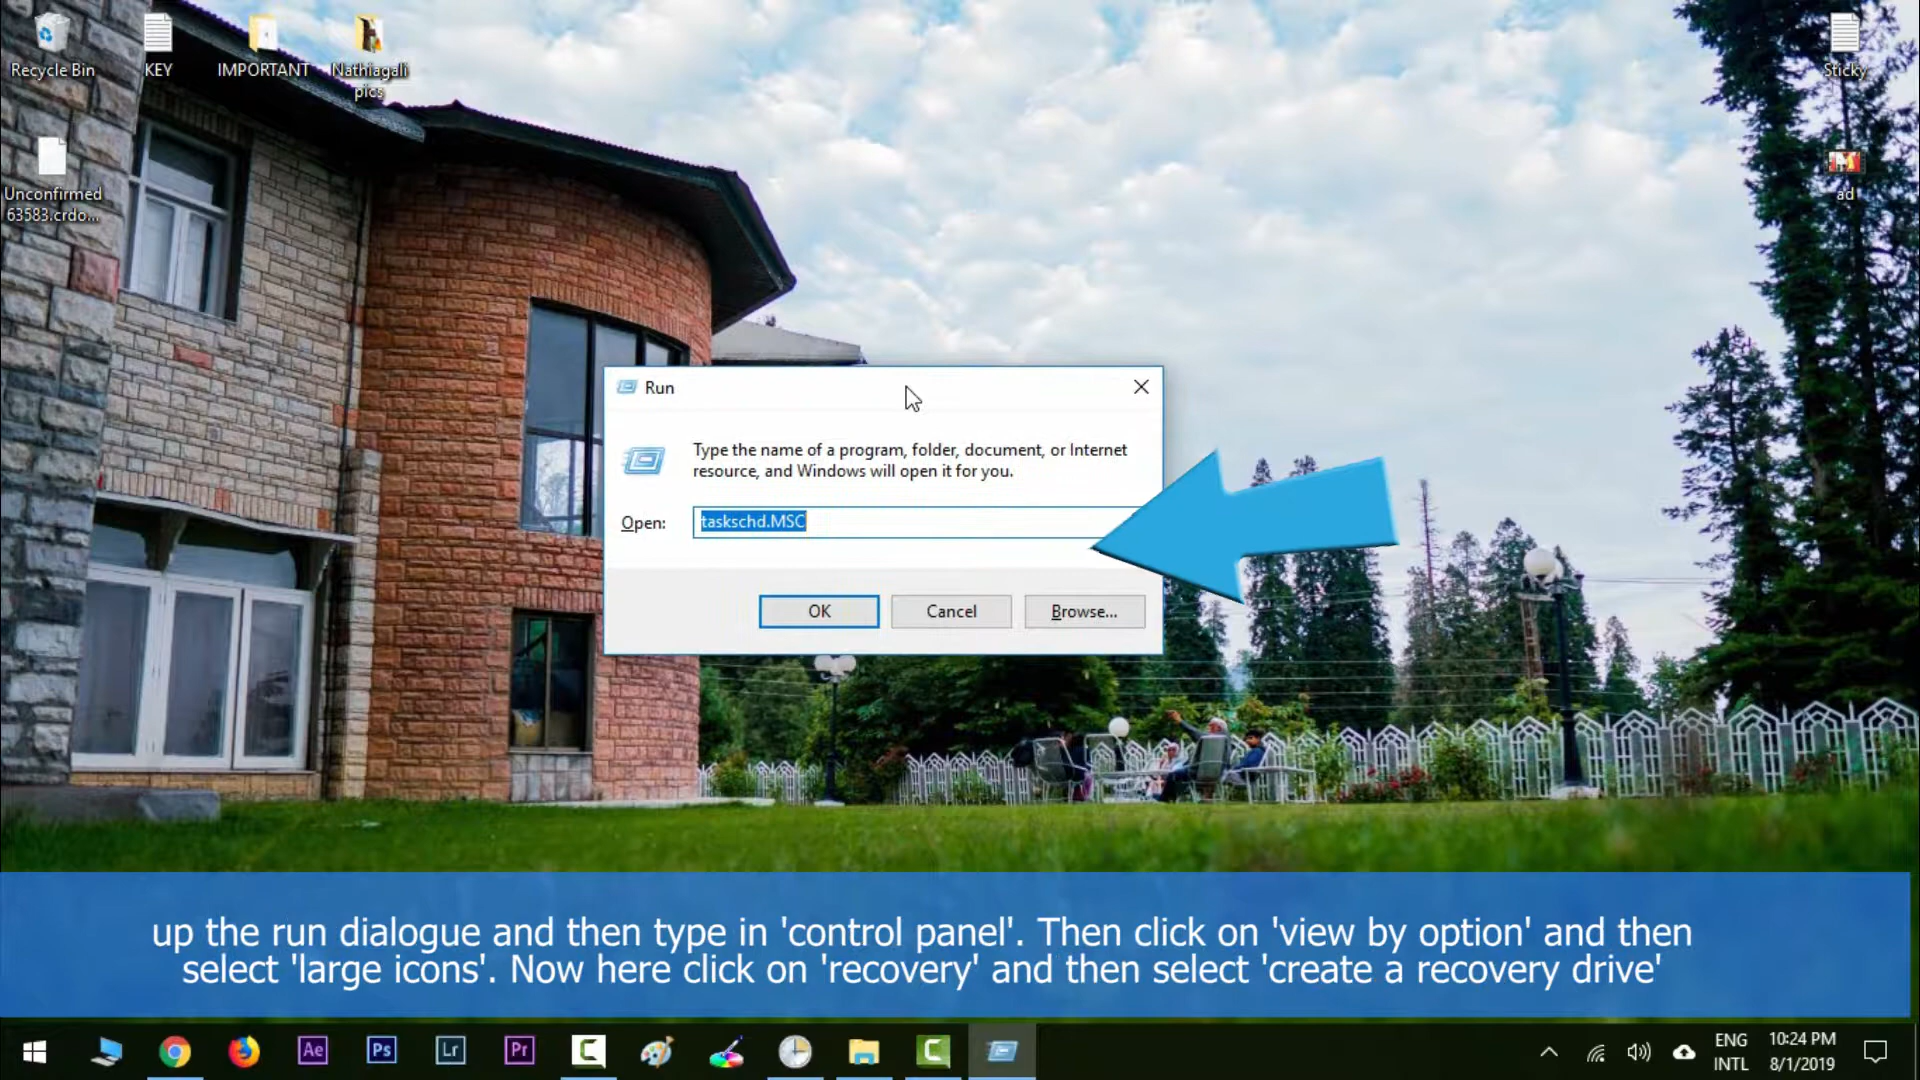 Recycle Bin
KEY
IMPORTANT
Nathiagali
pics
Sticky
Unconfirmed
63583.crdo...
ad
Run
Type the name of a program, folder, document, or Internet
resource, and Windows will open it for you.
Open:
taskschd.MSC
OK
Cancel
Browse...
up the run dialogue and then type in 'control panel'. Then click on 'view by option' and then
select 'large icons'. Now here click on 'recovery' and then select 'create a recovery drive'
Ae
Ps
Lr
Pr
ENG
INTL
10:24 PM
8/1/2019